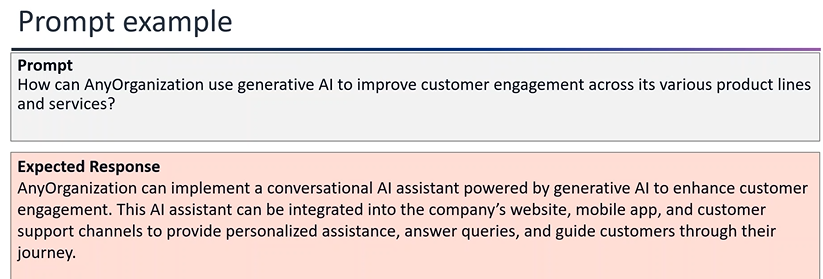 Prompt example
Prompt
How can AnyOrganization use generative AI to improve customer engagement across its various product lines
and services?
Expected Response
AnyOrganization can implement a conversational AI assistant powered by generative AI to enhance customer
engagement. This AI assistant can be integrated into the company’s website, mobile app, and customer
support channels to provide personalized assistance, answer queries, and guide customers through their
journey.